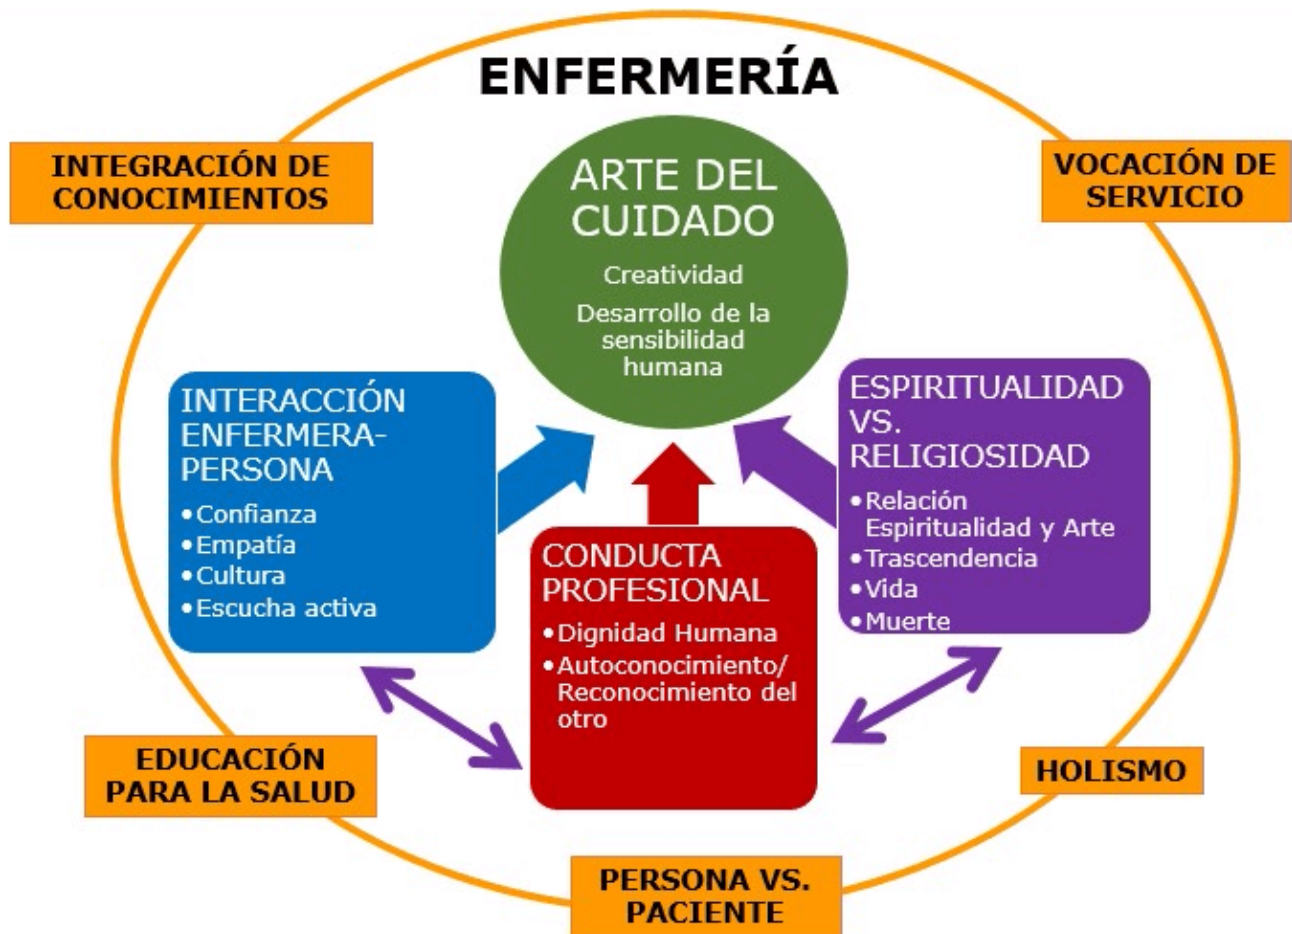 ENFERMERÍA
INTEGRACIÓN DE
CONOCIMIENTOS
VOCACIÓN DE
SERVICIO
ARTE DEL
CUIDADO
Creatividad
Desarrollo de la
sensibilidad
humana
INTERACCIÓN
ENFERMERA-
PERSONA
•Confianza
•Empatía
•Cultura
•Escucha activa
CONDUCTA
PROFESIONAL
•Dignidad Humana
•Autoconocimiento/
Reconocimiento del
otro
ESPIRITUALIDAD
VS.
RELIGIOSIDAD
•Relación
Espiritualidad y Arte
•Trascendencia
•Vida
•Muerte
EDUCACIÓN
PARA LA SALUD
HOLISMO
PERSONA VS.
PACIENTE